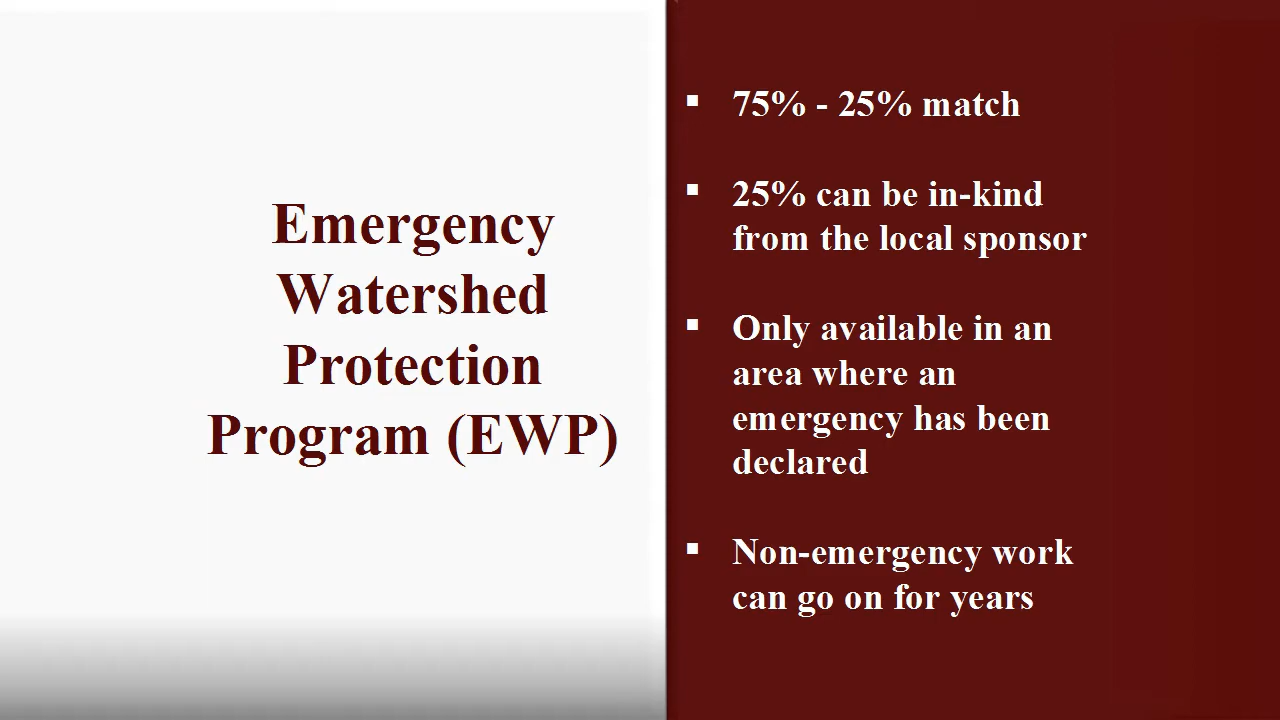 Emergency
Watershed
Protection
Program (EWP)
▪ 75% - 25% match
▪ 25% can be in-kind
from the local sponsor
▪ Only available in an
area where an
emergency has been
declared
▪ Non-emergency work
can go on for years